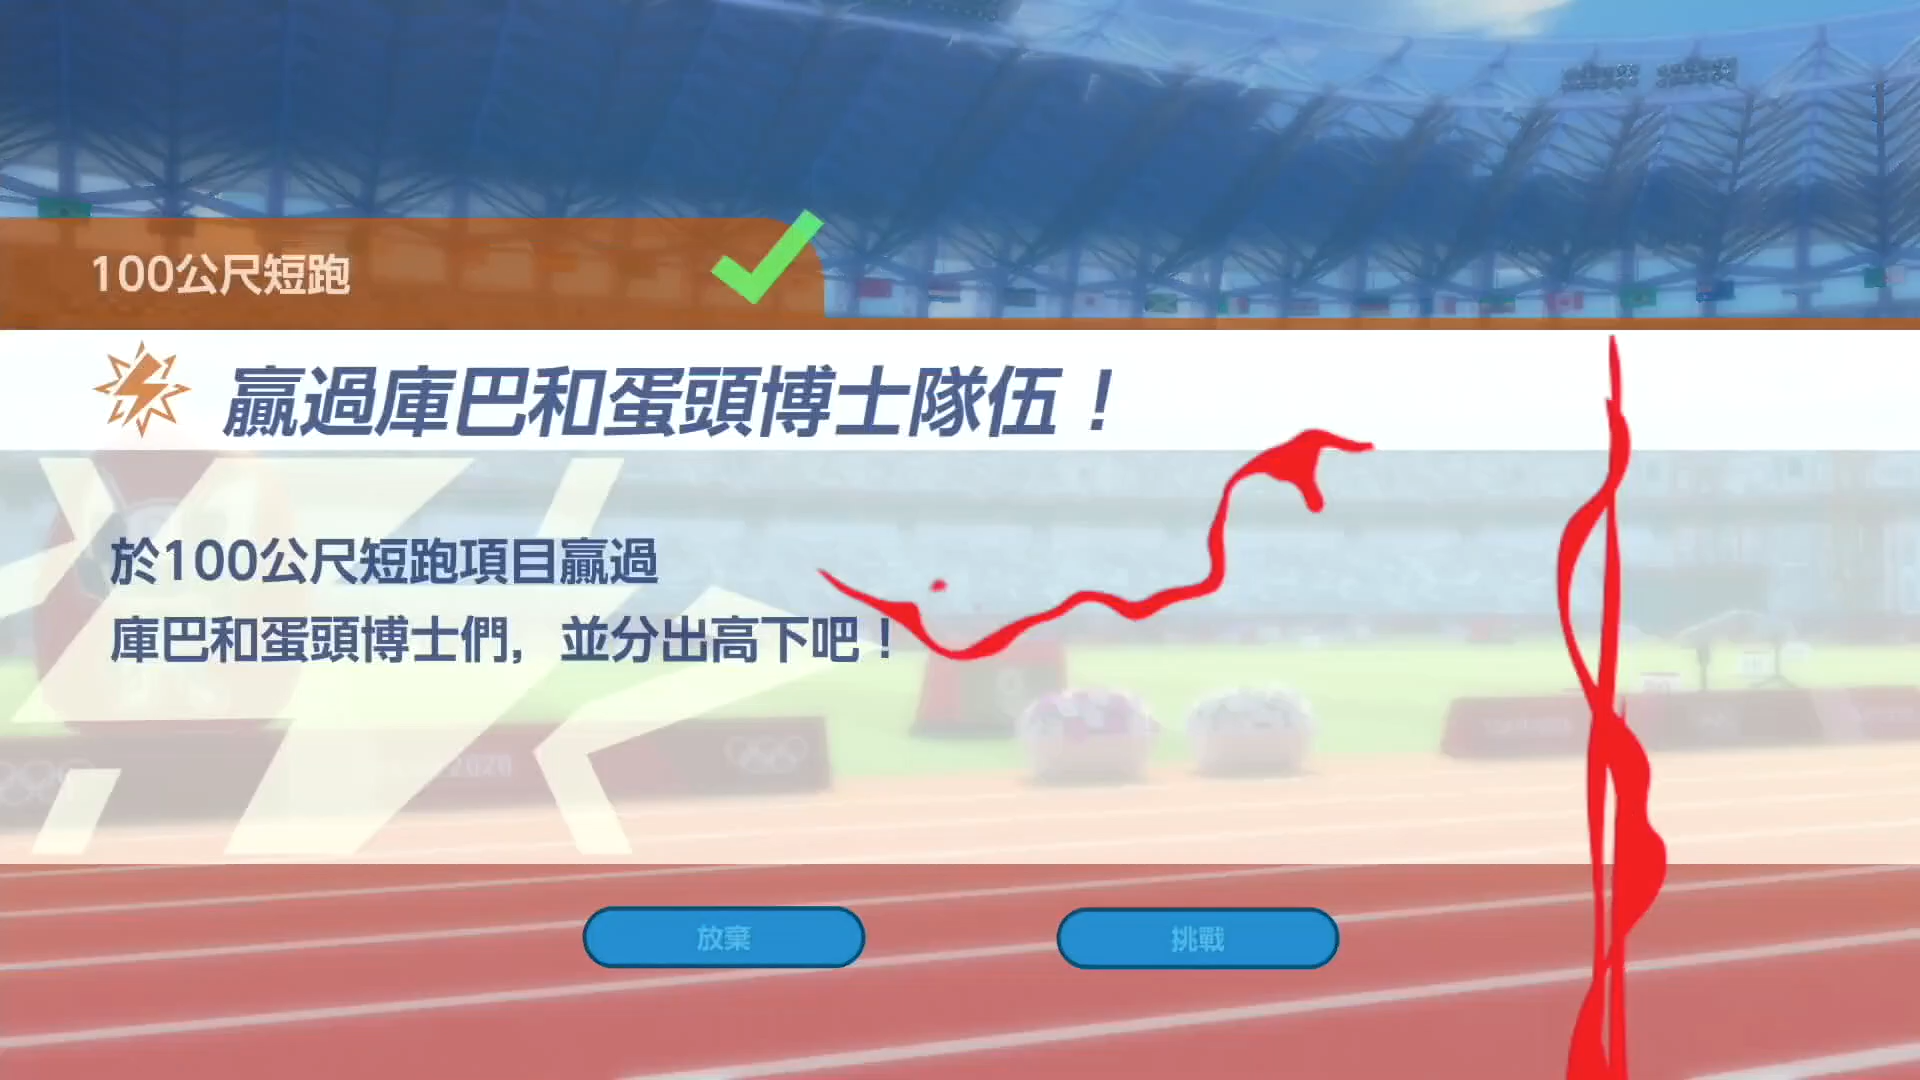 100公尺短跑
贏過庫巴和蛋頭博士隊伍！
於100公尺短跑項目贏過
庫巴和蛋頭博士們，並分出高下吧！
2020
放棄
挑戰